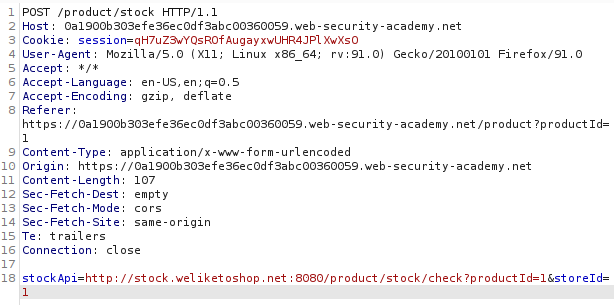 1 POST /product/stock HTTP/1.1
2 Host: 0a1900b303efe36ec0df3abc00360059.web-security-academy.net
3 Cookie: session=qH7uZ3wYQsROfAugayxwUHR4JPlXwXsO
4 User-Agent: Mozilla/5.0 (X11; Linux x86_64; rv:91.0) Gecko/20100101 Firefox/91.0
5 Accept: */*
6 Accept-Language: en-US,en;q=0.5
7 Accept-Encoding: gzip, deflate
8 Referer:
https://0a1900b303efe36ec0df3abc00360059.web-security-academy.net/product?productId=
1
9 Content-Type: application/x-www-form-urlencoded
10 Origin: https://0a1900b303efe36ec0df3abc00360059.web-security-academy.net
11 Content-Length: 107
12 Sec-Fetch-Dest: empty
13 Sec-Fetch-Mode: cors
14 Sec-Fetch-Site: same-origin
15 Te: trailers
16 Connection: close
17
18 stockApi=http://stock.weliketoshop.net:8080/product/stock/check?productId=1&storeId=
1